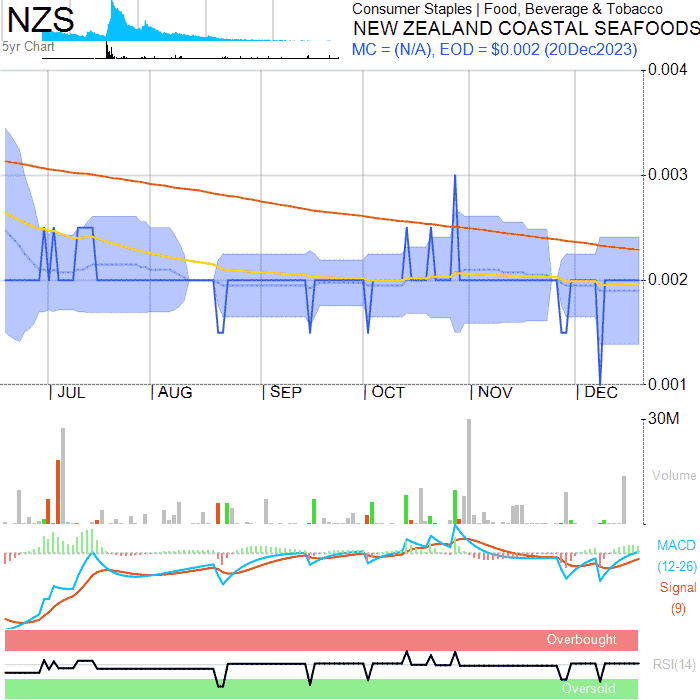 NZS
5yr Chart
Consumer Staples | Food, Beverage & Tobacco
NEW ZEALAND COASTAL SEAFOODS
MC = (N/A), EOD = $0.002 (20Dec2023)
0.004
0.003
0.002
0.001
JUL AUG SEP OCT NOV DEC
30M
Volume
MACD
(12-26)
Signal
(9)
Overbought
RSI(14)
Oversold